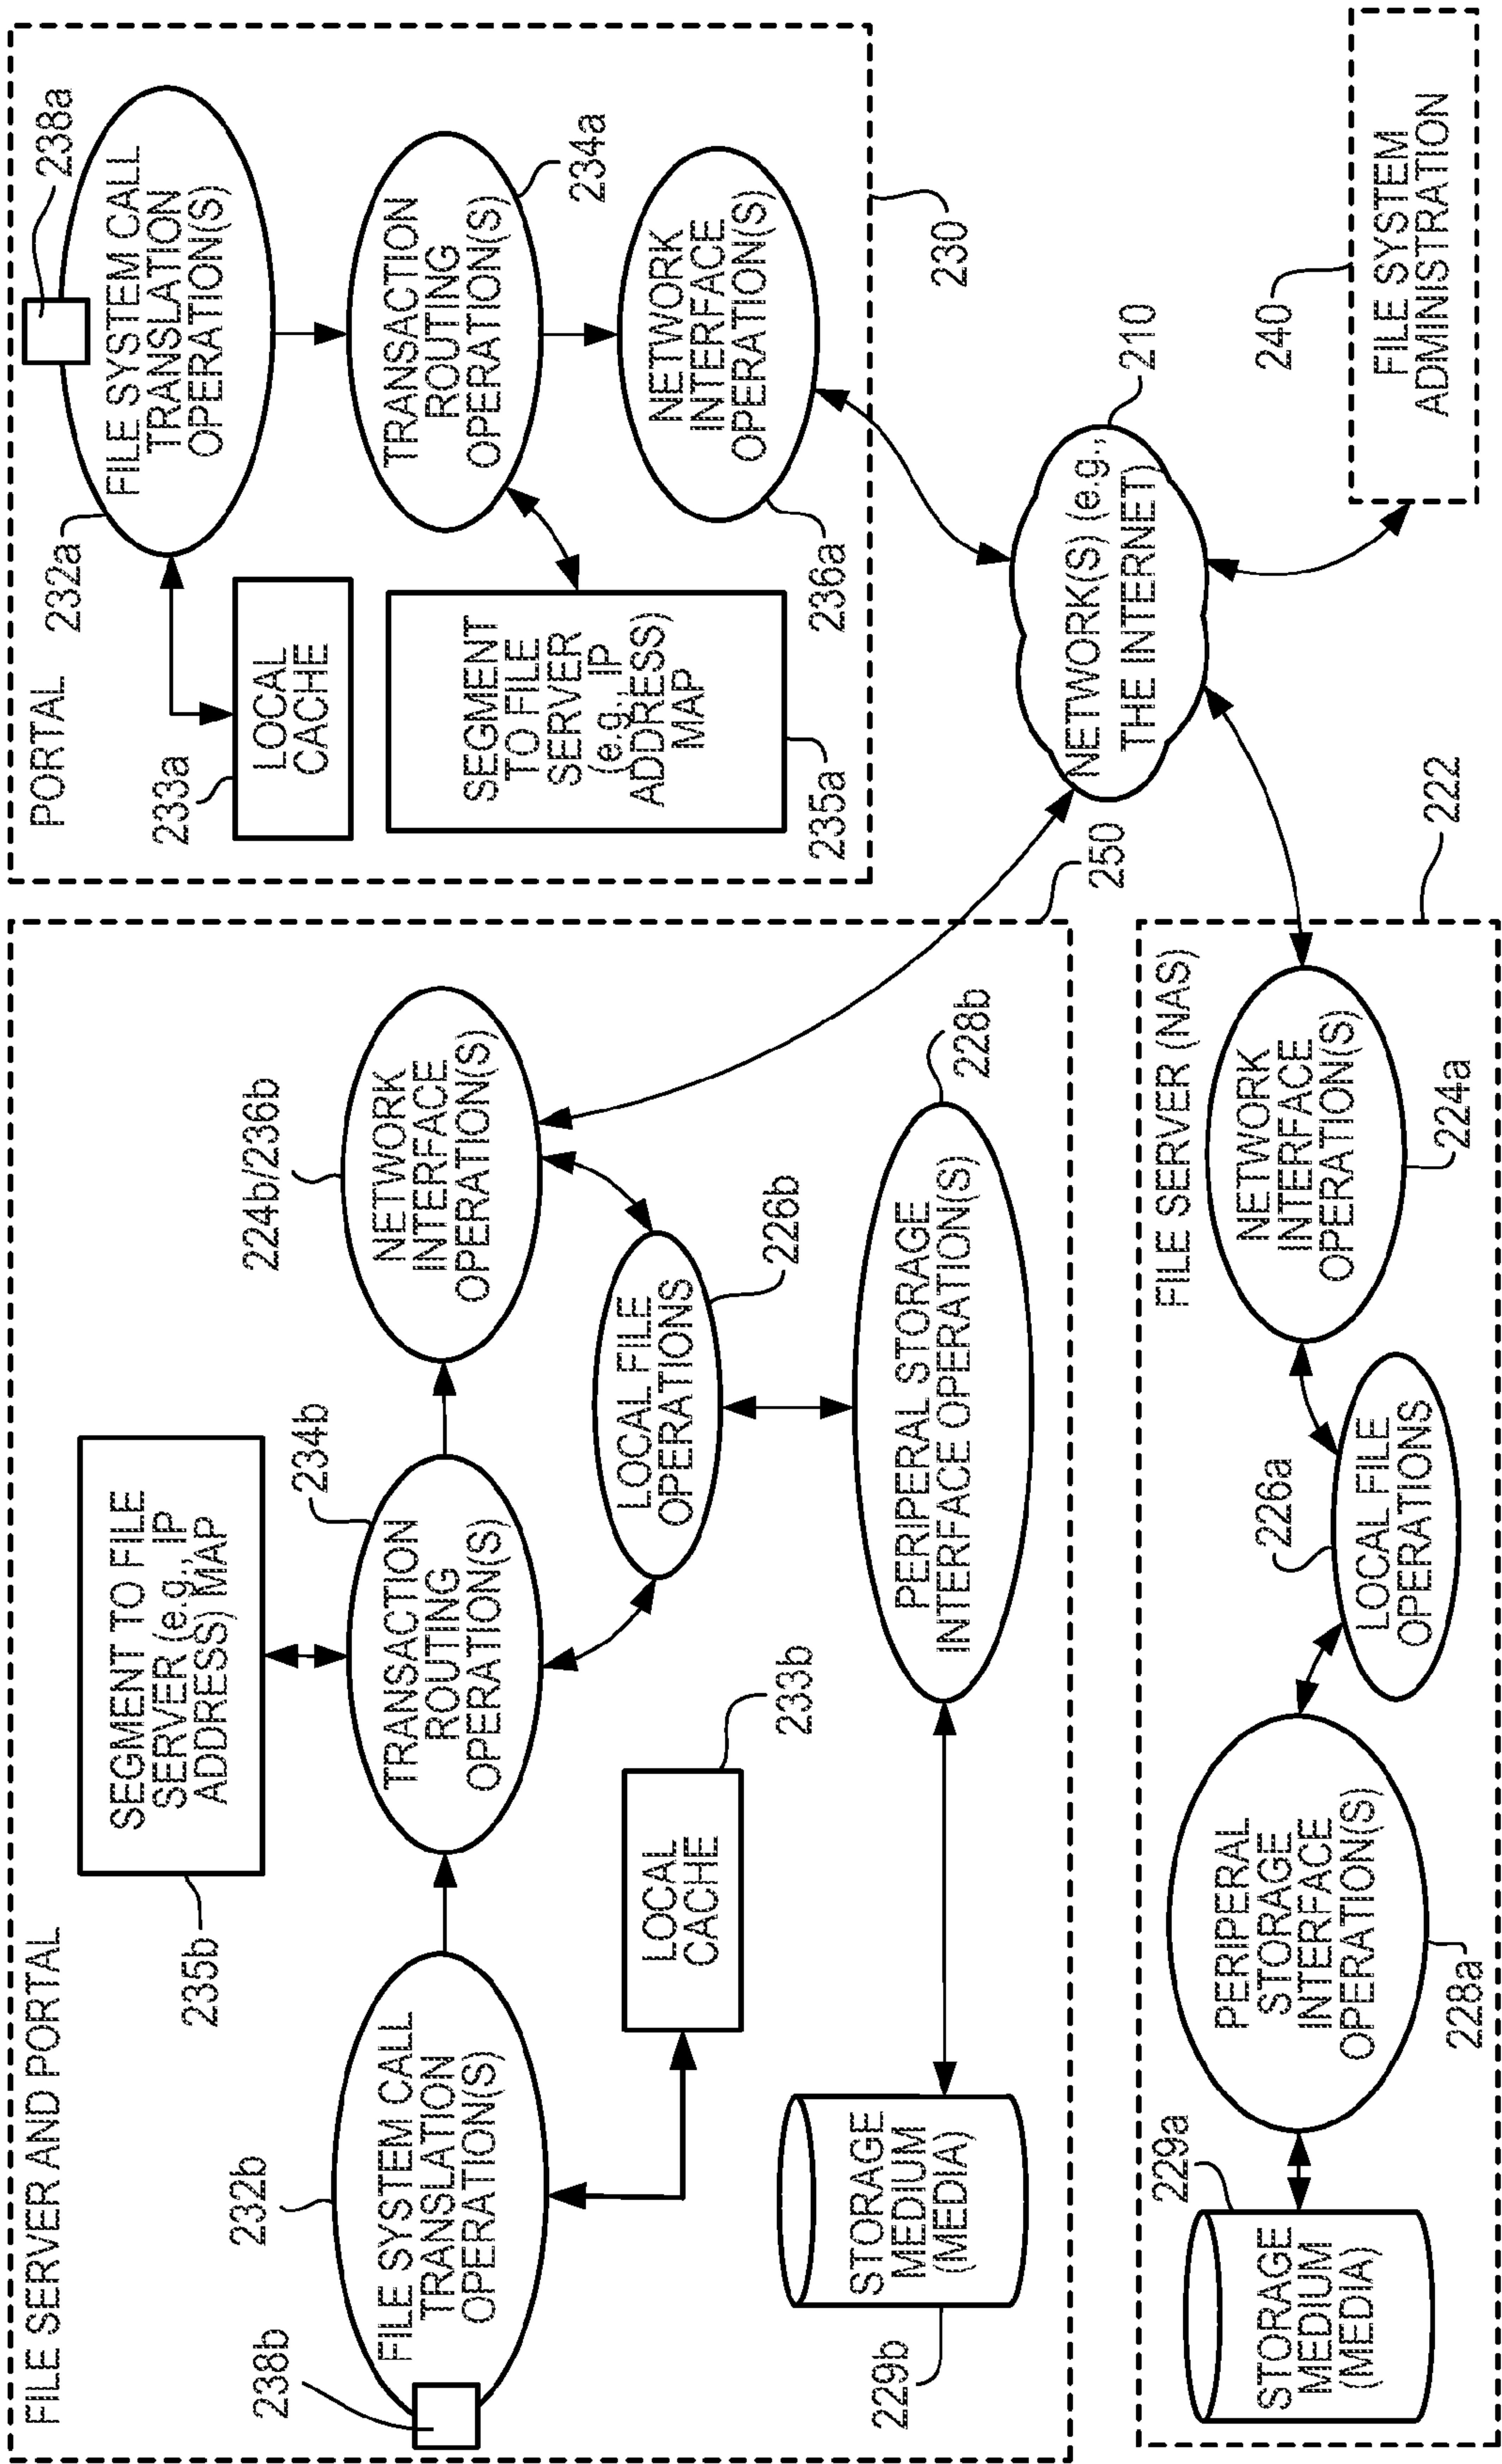 FILE SERVER AND PORTAL
238b
232b
FILE SYSTEM CALL
TRANSLATION
OPERATION(S)
235b
SEGMENT TO FILE
SERVER (e.g., IP
ADDRESS) MAP
234b
TRANSACTION
ROUTING
OPERATION(S)
224b/236b
NETWORK
INTERFACE
OPERATION(S)
LOCAL FILE
OPERATIONS
226b
LOCAL
CACHE
233b
STORAGE
MEDIUM
(MEDIA)
229b
PERIPERAL STORAGE
INTERFACE OPERATION(S)
228b
250
PORTAL
233a
LOCAL
CACHE
232a
FILE SYSTEM CALL
TRANSLATION
OPERATION(S)
238a
TRANSACTION
ROUTING
OPERATION(S)
234a
SEGMENT
TO FILE
SERVER
(e.g., IP
ADDRESS)
MAP
235a
NETWORK
INTERFACE
OPERATION(S)
236a
230
NETWORK(S) (e.g.,
THE INTERNET)
210
240
FILE SYSTEM
ADMINISTRATION
FILE SERVER (NAS)
222
229a
STORAGE
MEDIUM
(MEDIA)
PERIPERAL
STORAGE
INTERFACE
OPERATION(S)
228a
226a
LOCAL FILE
OPERATIONS
NETWORK
INTERFACE
OPERATION(S)
224a